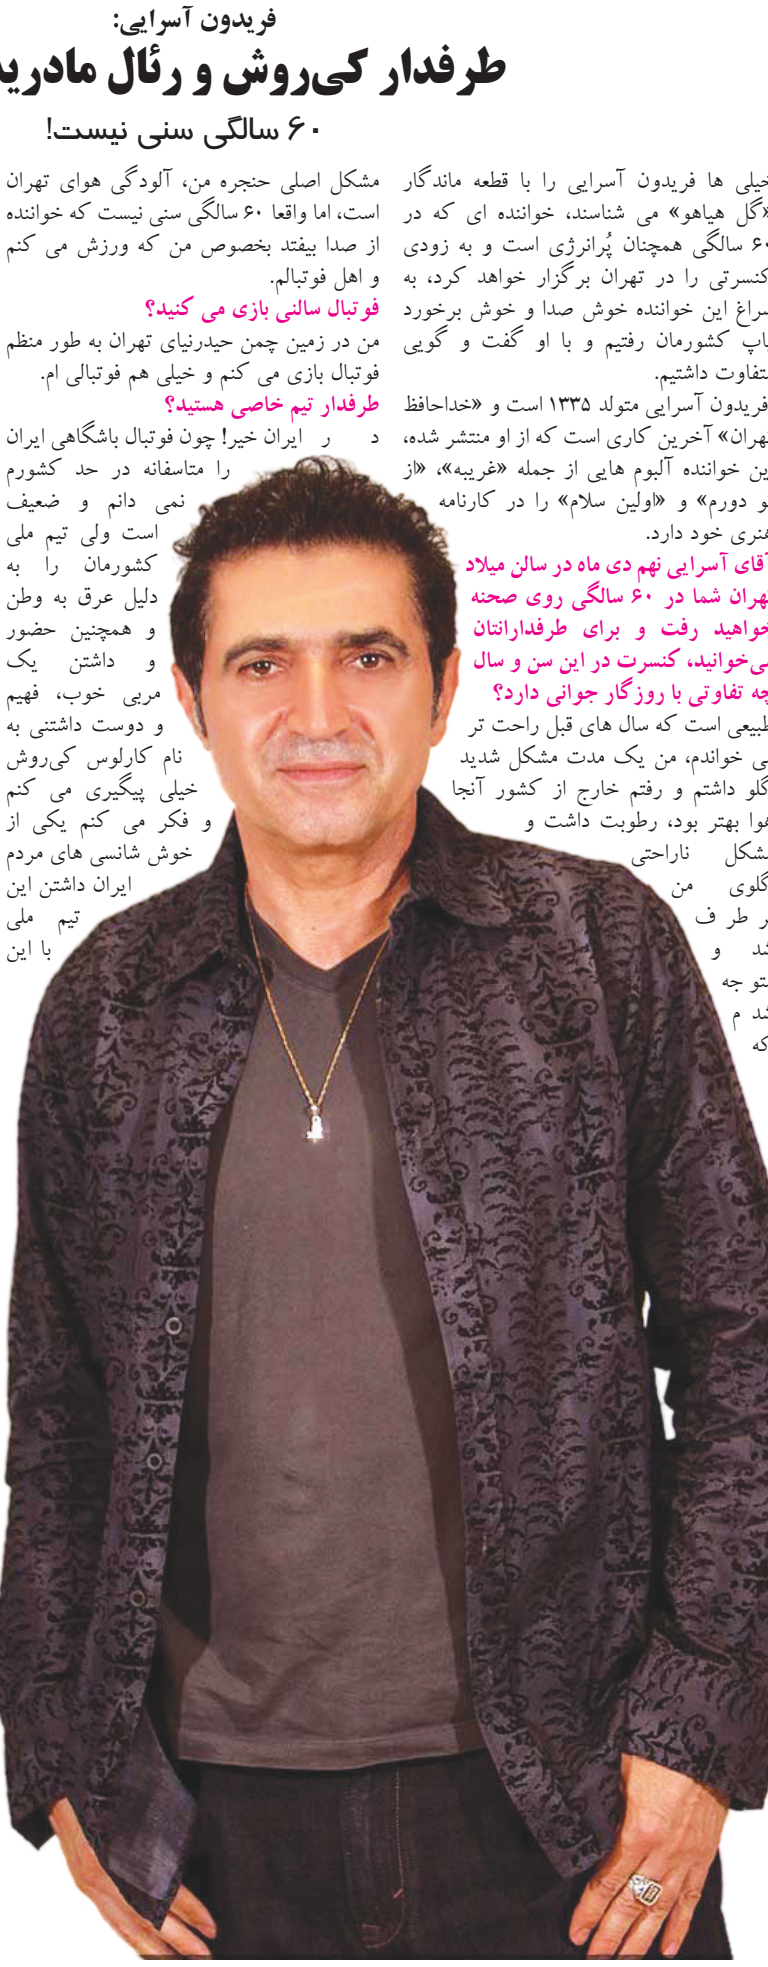 فریدون آسرایی:
طرفدار کی‌روش و رئال مادرید
۶۰ سالگی سنی نیست!
خیلی ها فریدون آسرایی را با قطعه ماندگار
«گل هیاهو» می شناسند، خواننده ای که در
۶۰ سالگی همچنان پُرانرژی است و به زودی
کنسرتی را در تهران برگزار خواهد کرد، به
سراغ این خواننده خوش صدا و خوش برخورد
پاپ کشورمان رفتیم و با او گفت و گویی
متفاوت داشتیم.
فریدون آسرایی متولد ۱۳۳۵ است و «خداحافظ
تهران» آخرین کاری است که از او منتشر شده،
این خواننده آلبوم هایی از جمله «غریبه»، «از
تو دورم» و «اولین سلام» را در کارنامه
هنری خود دارد.
آقای آسرایی نهم دی ماه در سالن میلاد
تهران شما در ۶۰ سالگی روی صحنه
خواهید رفت و برای طرفدارانتان
می‌خوانید، کنسرت در این سن و سال
چه تفاوتی با روزگار جوانی دارد؟
طبیعی است که سال های قبل راحت تر
می خواندم، من یک مدت مشکل شدید
گلو داشتم و رفتم خارج از کشور آنجا
هوا بهتر بود، رطوبت داشت و
مشکل ناراحتی
گلوی من
بر طر ف
شد و
متو جه
شد م
که
مشکل اصلی حنجره من، آلودگی هوای تهران
است، اما واقعا ۶۰ سالگی سنی نیست که خواننده
از صدا بیفتد بخصوص من که ورزش می کنم
و اهل فوتبالم.
فوتبال سالنی بازی می کنید؟
من در زمین چمن حیدرنیای تهران به طور منظم
فوتبال بازی می کنم و خیلی هم فوتبالی ام.
طرفدار تیم خاصی هستید؟
د ر ایران خیر! چون فوتبال باشگاهی ایران
را متاسفانه در حد کشورم
نمی دانم و ضعیف
است ولی تیم ملی
کشورمان را به
دلیل عرق به وطن
و همچنین حضور
و داشتن یک
مربی خوب، فهیم
و دوست داشتنی به
نام کارلوس کی‌روش
خیلی پیگیری می کنم
و فکر می کنم یکی از
خوش شانسی های مردم
ایران داشتن این
تیم ملی
با این